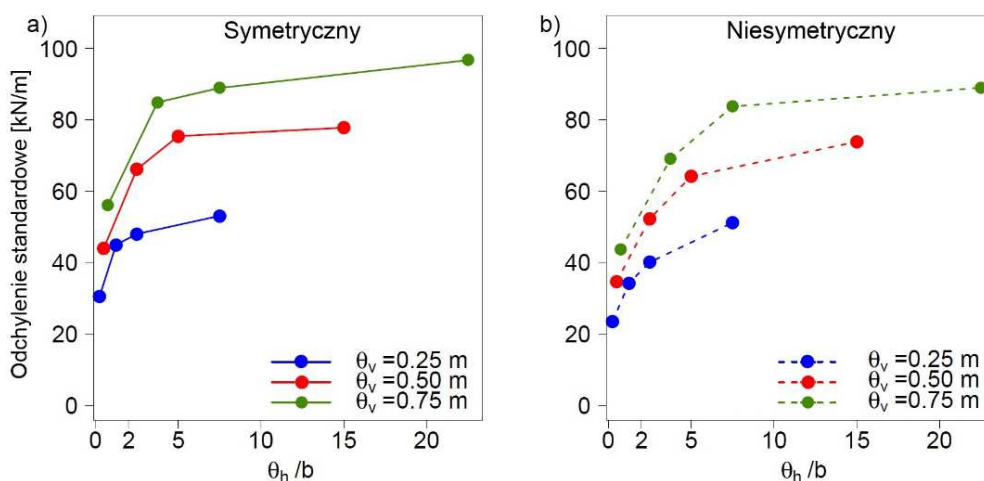 a)
Symetryczny
Odchylenie standardowe [kN/m]
100
80
60
40
20
0
θv =0.25 m
θv =0.50 m
θv =0.75 m
0 2 5 10 15 20
θh /b
b)
Niesymetryczny
100
80
60
40
20
0
θv =0.25 m
θv =0.50 m
θv =0.75 m
0 2 5 10 15 20
θh /b